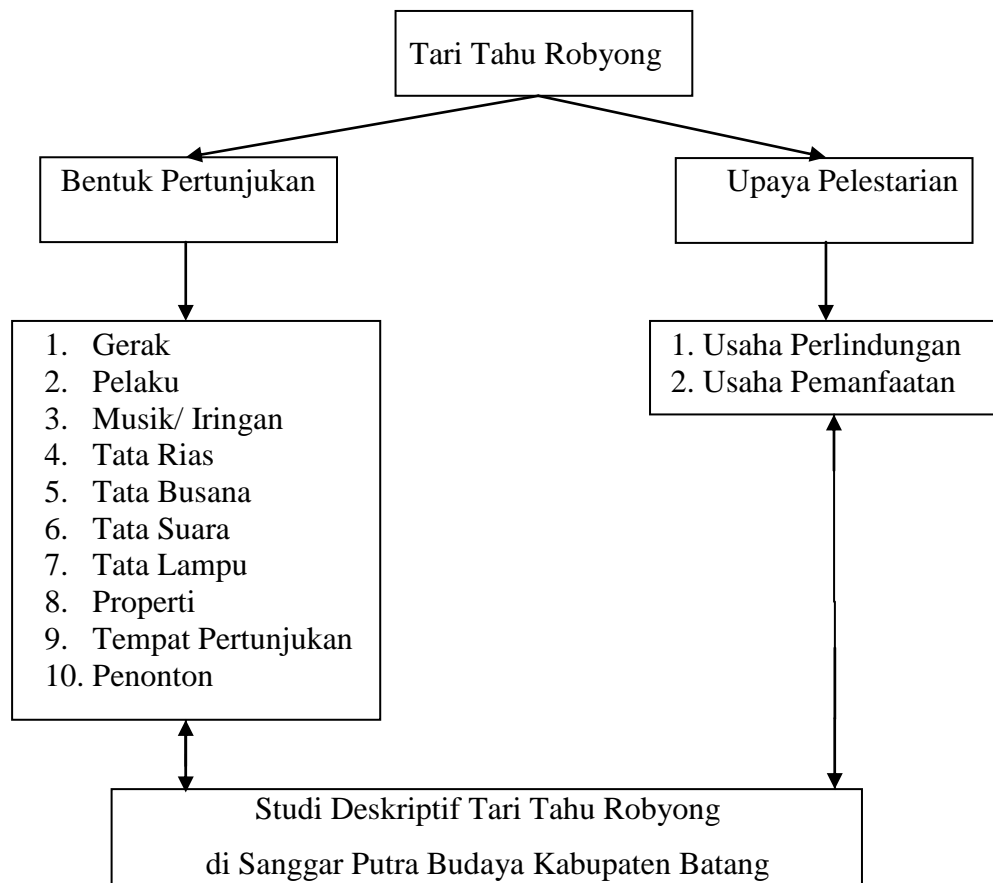 Tari Tahu Robyong
Bentuk Pertunjukan
Upaya Pelestarian
1. Gerak
2. Pelaku
3. Musik/ Iringan
4. Tata Rias
5. Tata Busana
6. Tata Suara
7. Tata Lampu
8. Properti
9. Tempat Pertunjukan
10. Penonton
1. Usaha Perlindungan
2. Usaha Pemanfaatan
Studi Deskriptif Tari Tahu Robyong
di Sanggar Putra Budaya Kabupaten Batang